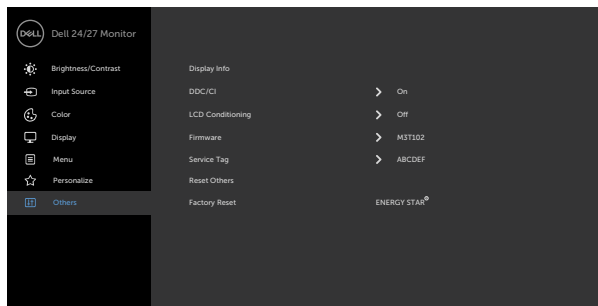 DELL Dell 24/27 Monitor
Brightness/Contrast Display Info
Input Source DDC/CI On
Color LCD Conditioning Off
Display Firmware M3T102
Menu Service Tag ABCDEF
Personalize Reset Others
Others Factory Reset ENERGY STAR®